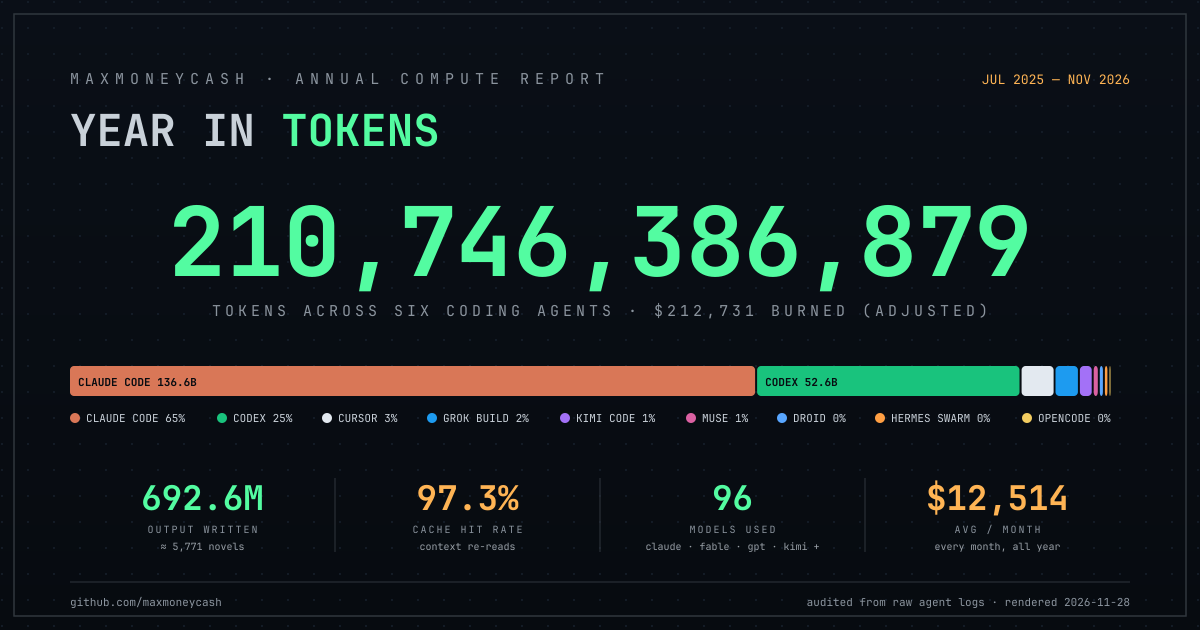 MAXMONEYCASH · ANNUAL COMPUTE REPORT
JUL 2025 — NOV 2026
YEAR IN TOKENS
210,746,386,879
TOKENS ACROSS SIX CODING AGENTS · $212,731 BURNED (ADJUSTED)
CLAUDE CODE 136.6B CODEX 52.6B
CLAUDE CODE 65% CODEX 25% CURSOR 3% GROK BUILD 2% KIMI CODE 1% MUSE 1% DROID 0% HERMES SWARM 0% OPENCODE 0%
692.6M 97.3% 96 $12,514
OUTPUT WRITTEN CACHE HIT RATE MODELS USED AVG / MONTH
≈ 5,771 novels context re-reads claude · fable · gpt · kimi + every month, all year
github.com/maxmoneycash audited from raw agent logs · rendered 2026-11-28